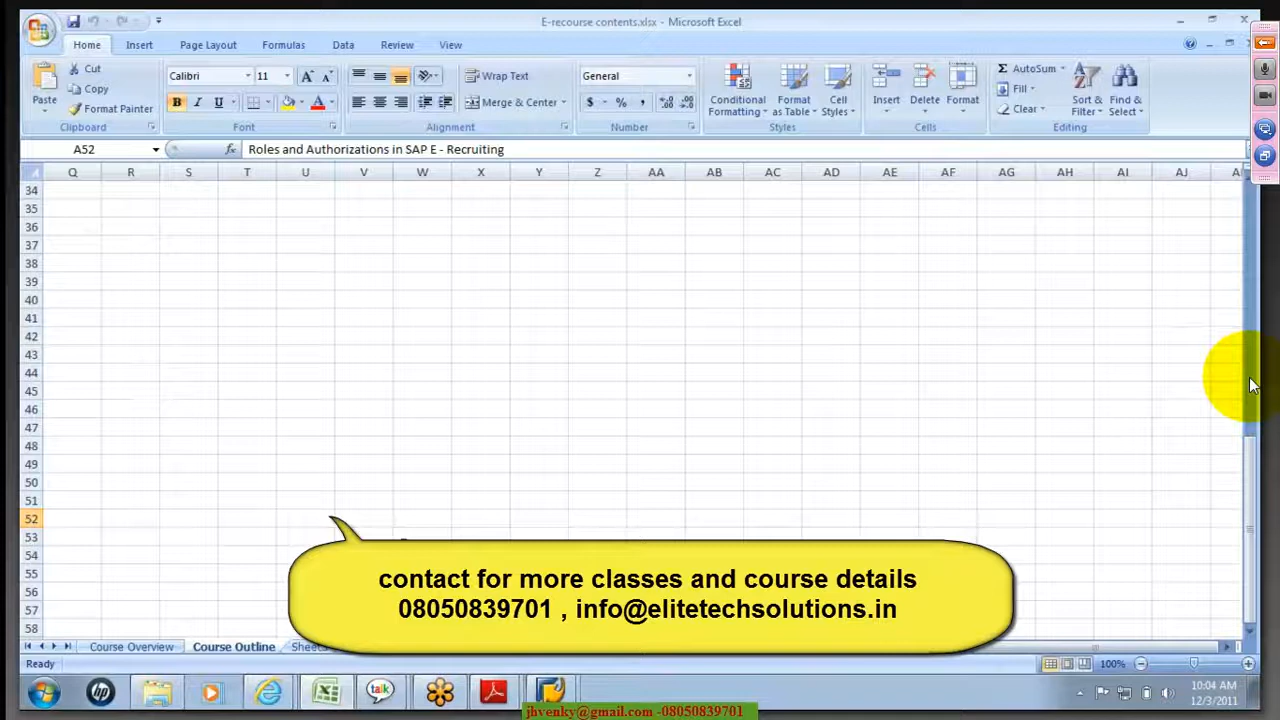 E-recourse contents.xlsx - Microsoft Excel
Home Insert Page Layout Formulas Data Review View
Paste Cut Copy Format Painter Clipboard
Calibri 11 B I U Font
Wrap Text Merge & Center Alignment
General $ % , Number
Conditional Formatting Format as Table Cell Styles Styles
Insert Delete Format Cells
Σ AutoSum Fill Clear Sort & Filter Find & Select Editing
A52 fx Roles and Authorizations in SAP E - Recruiting
Q R S T U V W X Y Z AA AB AC AD AE AF AG AH AI AJ
34
35
36
37
38
39
40
41
42
43
44
45
46
47
48
49
50
51
52
53
54
55
56
57
58
contact for more classes and course details
08050839701 , info@elitetechsolutions.in
Course Overview Course Outline
Ready 100%
hp talk 10:04 AM
12/3/2011
jhvenky@gmail.com -08050839701